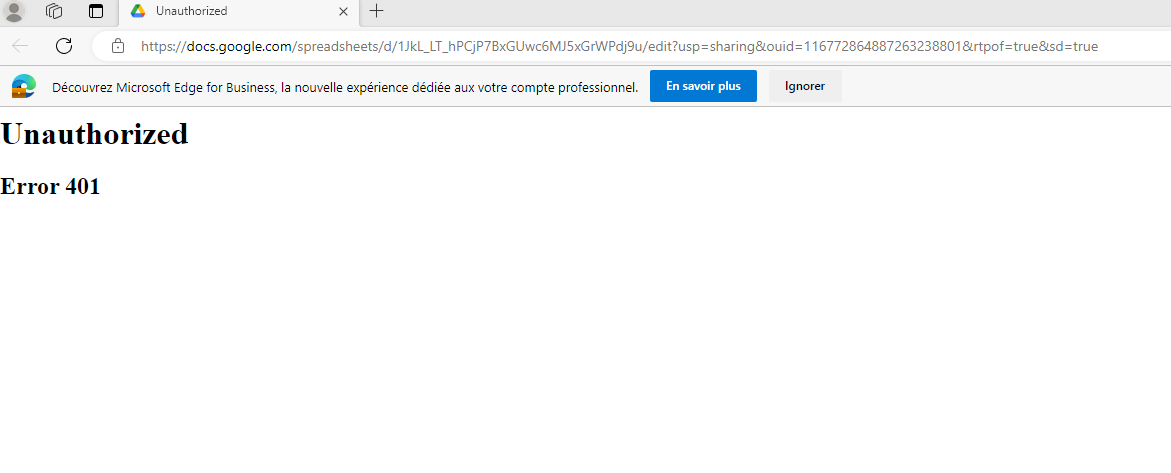 Unauthorized
https://docs.google.com/spreadsheets/d/1JkL_LT_hPCjP7BxGUwc6MJ5xGrWPdj9u/edit?usp=sharing&ouid=116772864887263238801&rtpof=true&sd=true
Découvrez Microsoft Edge for Business, la nouvelle expérience dédiée aux votre compte professionnel. En savoir plus Ignorer
Unauthorized
Error 401